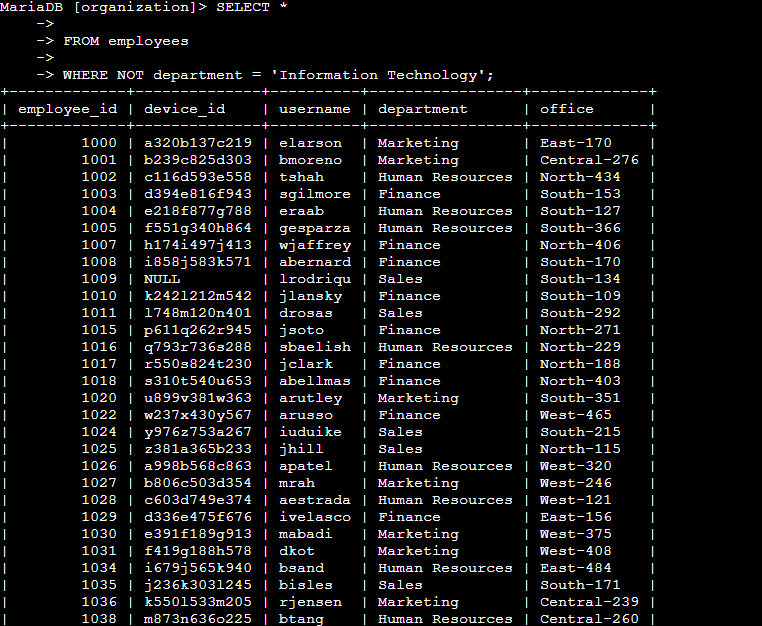 MariaDB [organization]> SELECT *
    ->
    -> FROM employees
    ->
    -> WHERE NOT department = 'Information Technology';
+-------------+--------------+----------+-----------------+-------------+
| employee_id | device_id    | username | department      | office      |
+-------------+--------------+----------+-----------------+-------------+
|        1000 | a320b137c219 | elarson  | Marketing       | East-170    |
|        1001 | b239c825d303 | bmoreno  | Marketing       | Central-276 |
|        1002 | c116d593e558 | tshah    | Human Resources | North-434   |
|        1003 | d394e816f943 | sgilmore | Finance         | South-153   |
|        1004 | e218f877g788 | eraab    | Human Resources | South-127   |
|        1005 | f551g340h864 | gesparza | Human Resources | South-366   |
|        1007 | h174i497j413 | wjaffrey | Finance         | North-406   |
|        1008 | i858j583k571 | abernard | Finance         | South-170   |
|        1009 | NULL         | lrodriqu | Sales           | South-134   |
|        1010 | k242l212m542 | jlansky  | Finance         | South-109   |
|        1011 | l748m120n401 | drosas   | Sales           | South-292   |
|        1015 | p611q262r945 | jsoto    | Finance         | North-271   |
|        1016 | q793r736s288 | sbaelish | Human Resources | North-229   |
|        1017 | r550s824t230 | jclark   | Finance         | North-188   |
|        1018 | s310t540u653 | abellmas | Finance         | North-403   |
|        1020 | u899v381w363 | arutley  | Marketing       | South-351   |
|        1022 | w237x430y567 | arusso   | Finance         | West-465    |
|        1024 | y976z753a267 | iuduike  | Sales           | South-215   |
|        1025 | z381a365b233 | jhill    | Sales           | North-115   |
|        1026 | a998b568c863 | apatel   | Human Resources | West-320    |
|        1027 | b806c503d354 | mrah     | Marketing       | West-246    |
|        1028 | c603d749e374 | aestrada | Human Resources | West-121    |
|        1029 | d336e475f676 | ivelasco | Finance         | East-156    |
|        1030 | e391f189g913 | mabadi   | Marketing       | West-375    |
|        1031 | f419g188h578 | dkot     | Marketing       | West-408    |
|        1034 | i679j565k940 | bsand    | Human Resources | East-484    |
|        1035 | j236k303l245 | bisles   | Sales           | South-171   |
|        1036 | k550l533m205 | rjensen  | Marketing       | Central-239 |
|        1038 | m873n636o225 | btang    | Human Resources | Central-260 |